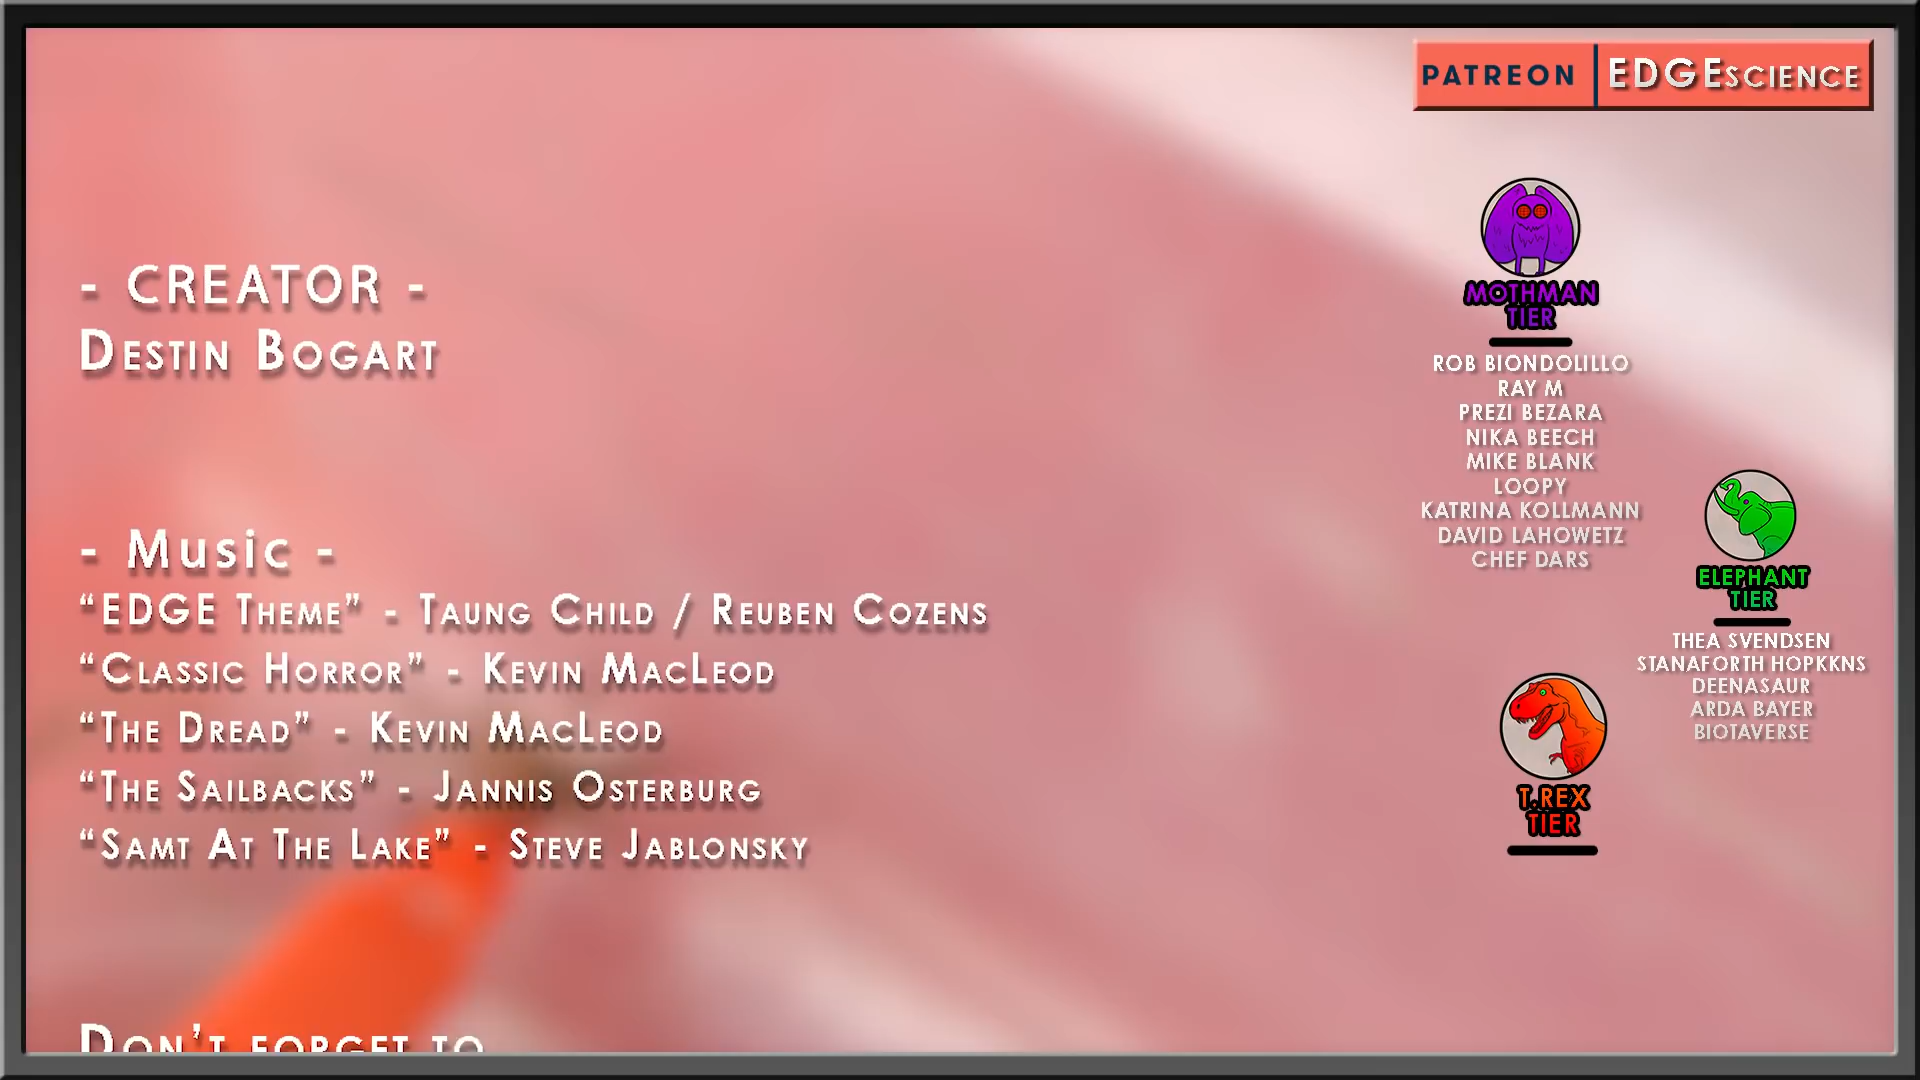 PATREON EDGESCIENCE
- CREATOR -
DESTIN BOGART
- Music -
“EDGE THEME” - TAUNG CHILD / REUBEN COZENS
“CLASSIC HORROR” - KEVIN MACLEOD
“THE DREAD” - KEVIN MACLEOD
“THE SAILBACKS” - JANNIS OSTERBURG
“SAMT AT THE LAKE” - STEVE JABLONSKY
DON’T FORGET TO
MOTHMAN
TIER
ROB BIONDOLILLO
RAY M
PREZI BEZARA
NIKA BEECH
MIKE BLANK
LOOPY
KATRINA KOLLMANN
DAVID LAHOWETZ
CHEF DARS
ELEPHANT
TIER
THEA SVENDSEN
STANAFORTH HOPKKNS
DEENASAUR
ARDA BAYER
BIOTAVERSE
T.REX
TIER